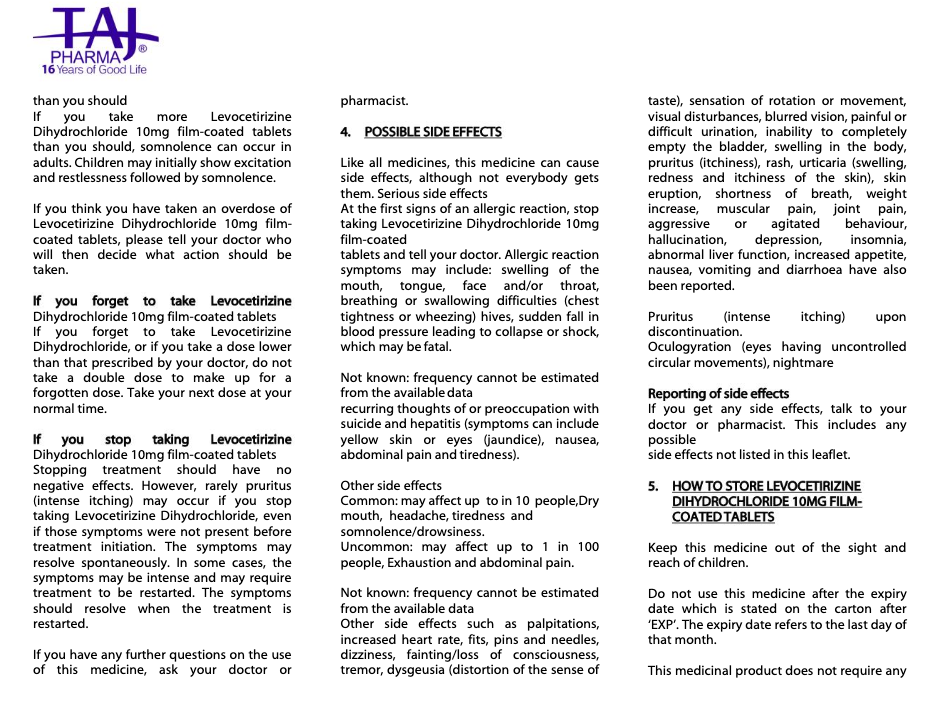 TAJ
PHARMA®
16 Years of Good Life
than you should
If you take more Levocetirizine
Dihydrochloride 10mg film-coated tablets
than you should, somnolence can occur in
adults. Children may initially show excitation
and restlessness followed by somnolence.
If you think you have taken an overdose of
Levocetirizine Dihydrochloride 10mg film-
coated tablets, please tell your doctor who
will then decide what action should be
taken.
If you forget to take Levocetirizine
Dihydrochloride 10mg film-coated tablets
If you forget to take Levocetirizine
Dihydrochloride, or if you take a dose lower
than that prescribed by your doctor, do not
take a double dose to make up for a
forgotten dose. Take your next dose at your
normal time.
If you stop taking Levocetirizine
Dihydrochloride 10mg film-coated tablets
Stopping treatment should have no
negative effects. However, rarely pruritus
(intense itching) may occur if you stop
taking Levocetirizine Dihydrochloride, even
if those symptoms were not present before
treatment initiation. The symptoms may
resolve spontaneously. In some cases, the
symptoms may be intense and may require
treatment to be restarted. The symptoms
should resolve when the treatment is
restarted.
If you have any further questions on the use
of this medicine, ask your doctor or
pharmacist.
4. POSSIBLE SIDE EFFECTS
Like all medicines, this medicine can cause
side effects, although not everybody gets
them. Serious side effects
At the first signs of an allergic reaction, stop
taking Levocetirizine Dihydrochloride 10mg
film-coated
tablets and tell your doctor. Allergic reaction
symptoms may include: swelling of the
mouth, tongue, face and/or throat,
breathing or swallowing difficulties (chest
tightness or wheezing) hives, sudden fall in
blood pressure leading to collapse or shock,
which may be fatal.
Not known: frequency cannot be estimated
from the available data
recurring thoughts of or preoccupation with
suicide and hepatitis (symptoms can include
yellow skin or eyes (jaundice), nausea,
abdominal pain and tiredness).
Other side effects
Common: may affect up to in 10 people,Dry
mouth, headache, tiredness and
somnolence/drowsiness.
Uncommon: may affect up to 1 in 100
people, Exhaustion and abdominal pain.
Not known: frequency cannot be estimated
from the available data
Other side effects such as palpitations,
increased heart rate, fits, pins and needles,
dizziness, fainting/loss of consciousness,
tremor, dysgeusia (distortion of the sense of
taste), sensation of rotation or movement,
visual disturbances, blurred vision, painful or
difficult urination, inability to completely
empty the bladder, swelling in the body,
pruritus (itchiness), rash, urticaria (swelling,
redness and itchiness of the skin), skin
eruption, shortness of breath, weight
increase, muscular pain, joint pain,
aggressive or agitated behaviour,
hallucination, depression, insomnia,
abnormal liver function, increased appetite,
nausea, vomiting and diarrhoea have also
been reported.
Pruritus (intense itching) upon
discontinuation.
Oculogyration (eyes having uncontrolled
circular movements), nightmare
Reporting of side effects
If you get any side effects, talk to your
doctor or pharmacist. This includes any
possible
side effects not listed in this leaflet.
5. HOW TO STORE LEVOCETIRIZINE
DIHYDROCHLORIDE 10MG FILM-
COATED TABLETS
Keep this medicine out of the sight and
reach of children.
Do not use this medicine after the expiry
date which is stated on the carton after
‘EXP’. The expiry date refers to the last day of
that month.
This medicinal product does not require any